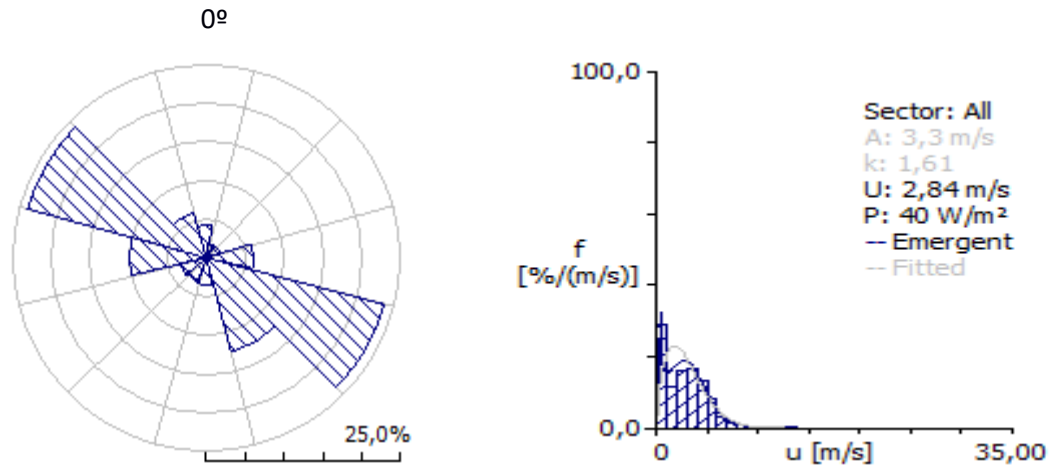 0º
25,0%
100,0
f
[%/(m/s)]
0,0
0
u [m/s]
35,00
Sector: All
A: 3,3 m/s
k: 1,61
U: 2,84 m/s
P: 40 W/m²
-- Emergent
-- Fitted